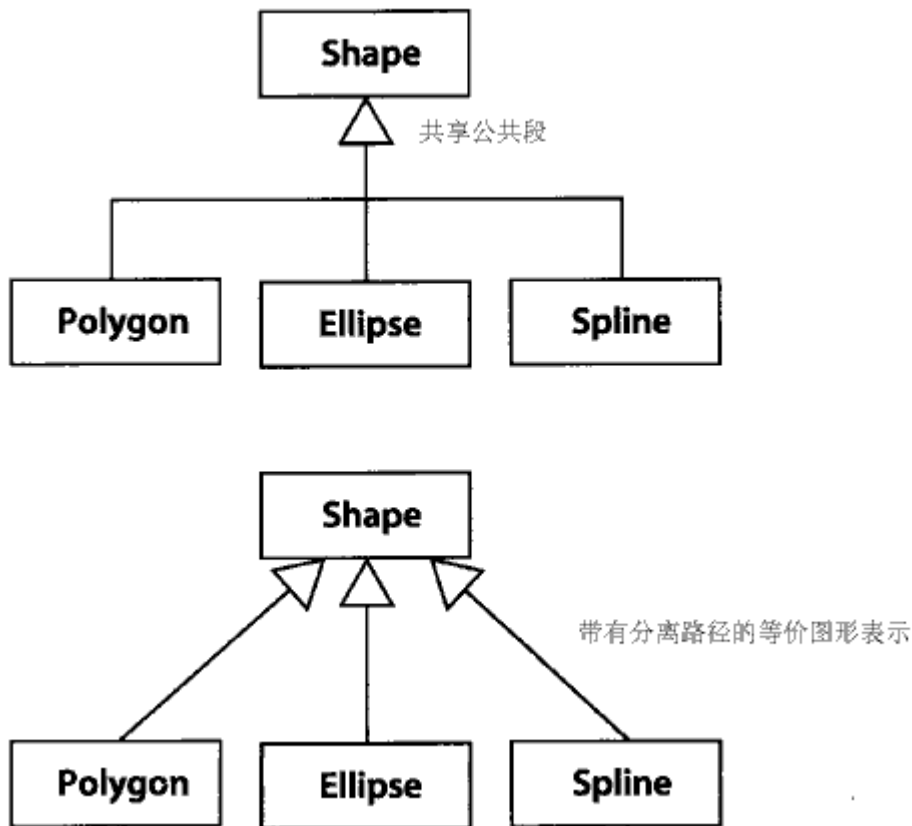 Shape
共享公共段
Polygon
Ellipse
Spline
Shape
带有分离路径的等价图形表示
Polygon
Ellipse
Spline